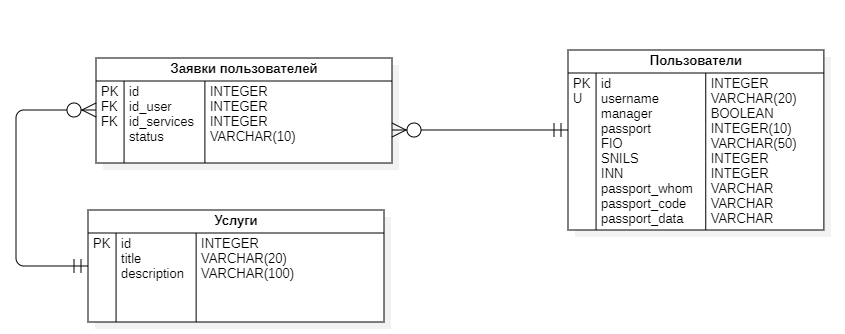 Заявки пользователей
PK id INTEGER
FK id_user INTEGER
FK id_services INTEGER
status VARCHAR(10)
Пользователи
PK id INTEGER
U username VARCHAR(20)
manager BOOLEAN
passport INTEGER(10)
FIO VARCHAR(50)
SNILS INTEGER
INN INTEGER
passport_whom VARCHAR
passport_code VARCHAR
passport_data VARCHAR
Услуги
PK id INTEGER
title VARCHAR(20)
description VARCHAR(100)